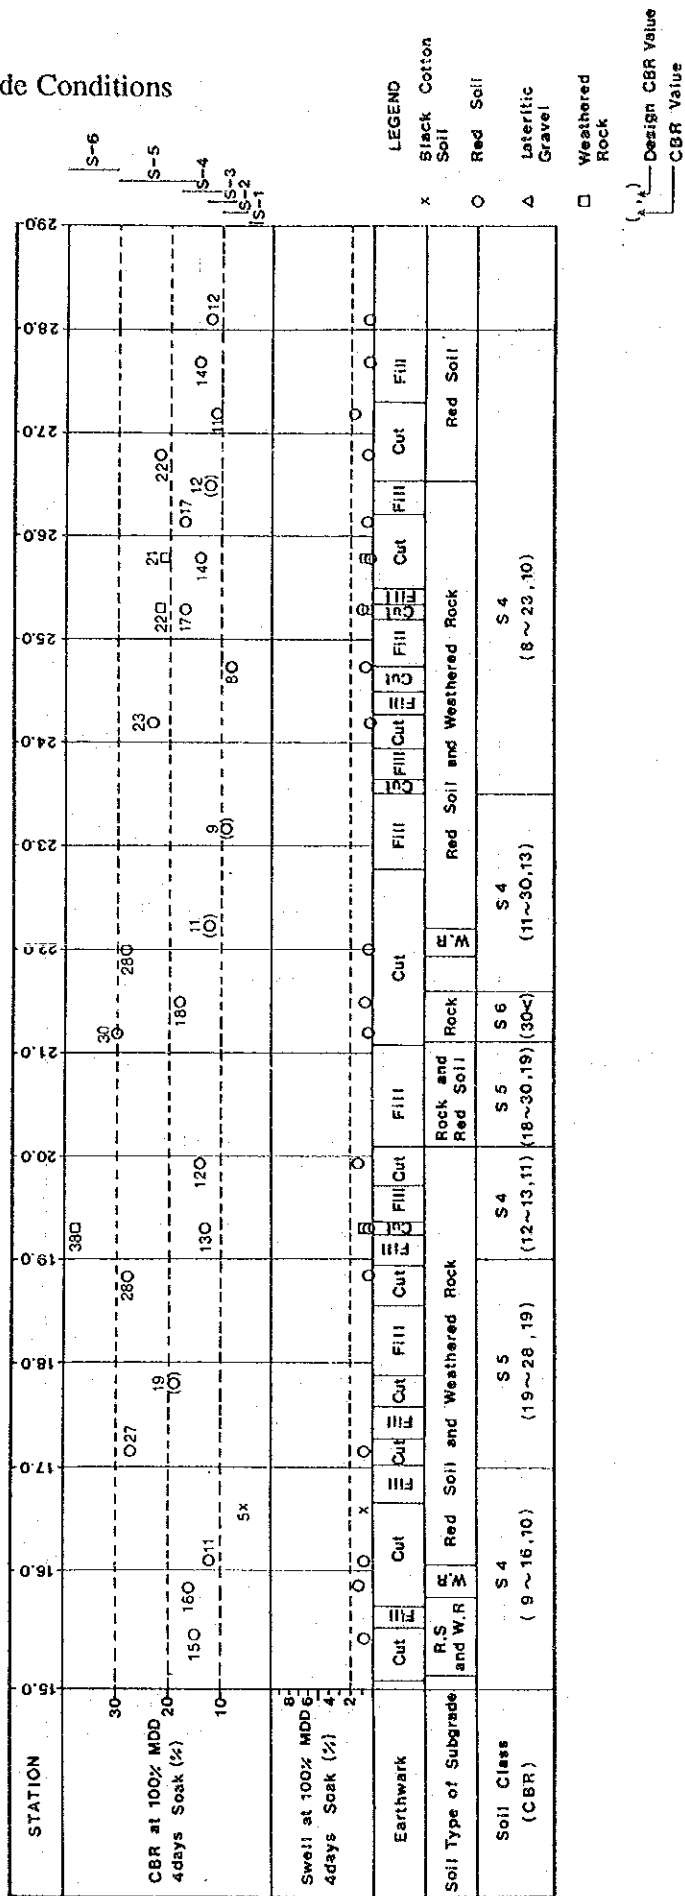 de Conditions
STATION
15.0
16.0
17.0
18.0
19.0
20.0
21.0
22.0
23.0
24.0
25.0
26.0
27.0
28.0
29.0
S-6
S-5
S-4
S-3
S-2
S-1
CBR at 100% MDD
4days Soak (%)
30
20
10
15
16
11
5
27
19
28
38
13
12
30
18
28
11
9
23
8
22
17
21
14
17
12
22
11
14
12
Swell at 100% MDD
4days Soak (%)
8
6
4
2
Earthwark
Cut
Fill
Cut
Fill
Cut
Fill
Cut
Fill
Cut
Fill
Cut
Fill
Cut
Fill
Cut
Fill
Cut
Fill
Cut
Fill
Cut
Fill
Cut
Fill
Cut
Fill
Cut
Fill
Soil Type of Subgrade
R.S and W.R
W.R
Red Soil and Weathered Rock
Rock and Red Soil
Rock
W.R
Red Soil and Weathered Rock
Red Soil
Soil Class
(CBR)
S 4
(9~16,10)
S 5
(19~28,19)
S 4
(12~13,11)
S 5
(18~30,19)
S 6
(30<)
S 4
(11~30,13)
S 4
(8~23,10)
LEGEND
x Black Cotton
Soil
O Red Soil
△ Lateritic
Gravel
□ Weathered
Rock
Design CBR Value
CBR Value